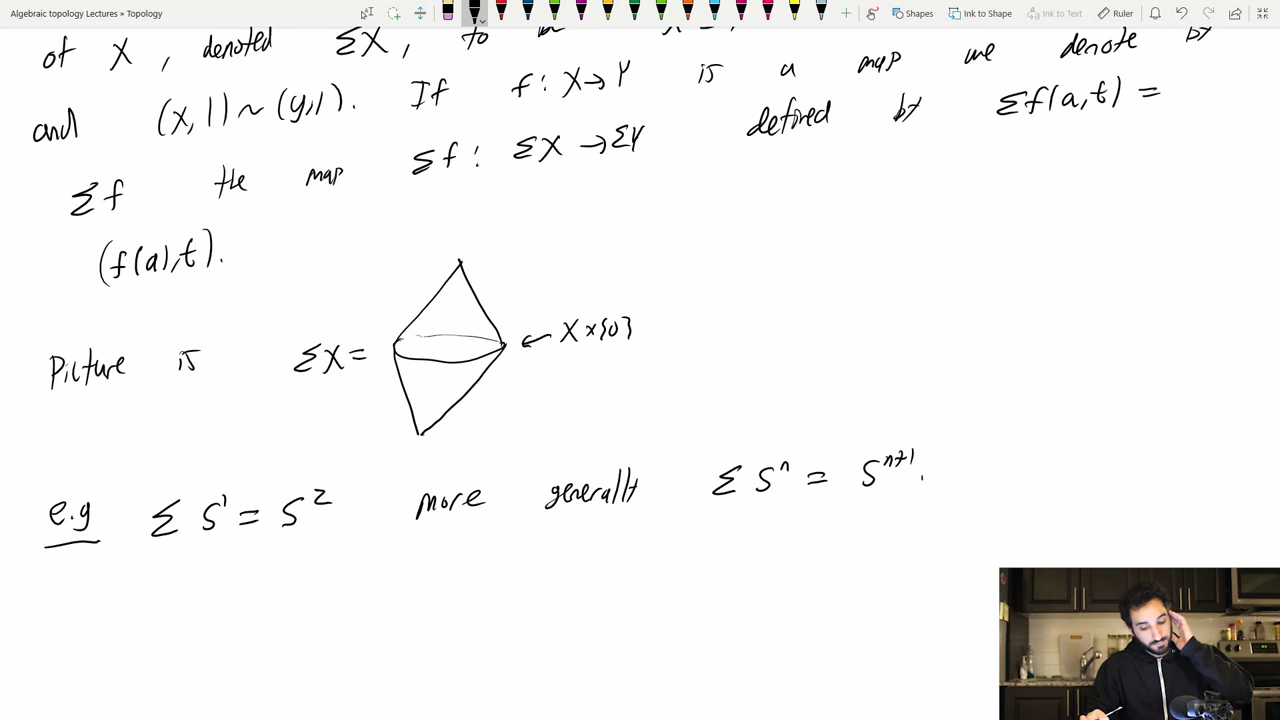 Algebraic topology Lectures » Topology
Shapes Ink to Shape Ink to Text Ruler
of X, denoted ΣX, to
and (x,1)~(y,1). If f: X→Y is a map we denote by
Σf the map Σf: ΣX→ΣY defined by Σf(a,t) =
(f(a),t).
Picture is ΣX= ← X×{0}
e.g Σ S¹ = S² more generally Σ Sⁿ = Sⁿ⁺¹.